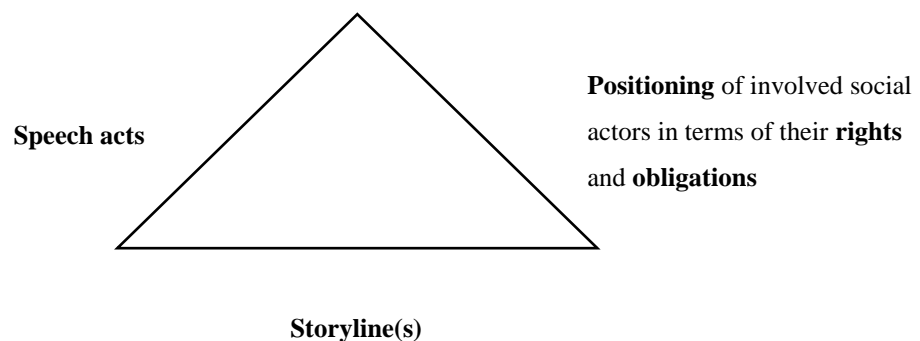 Positioning of involved social
actors in terms of their rights
and obligations
Speech acts
Storyline(s)